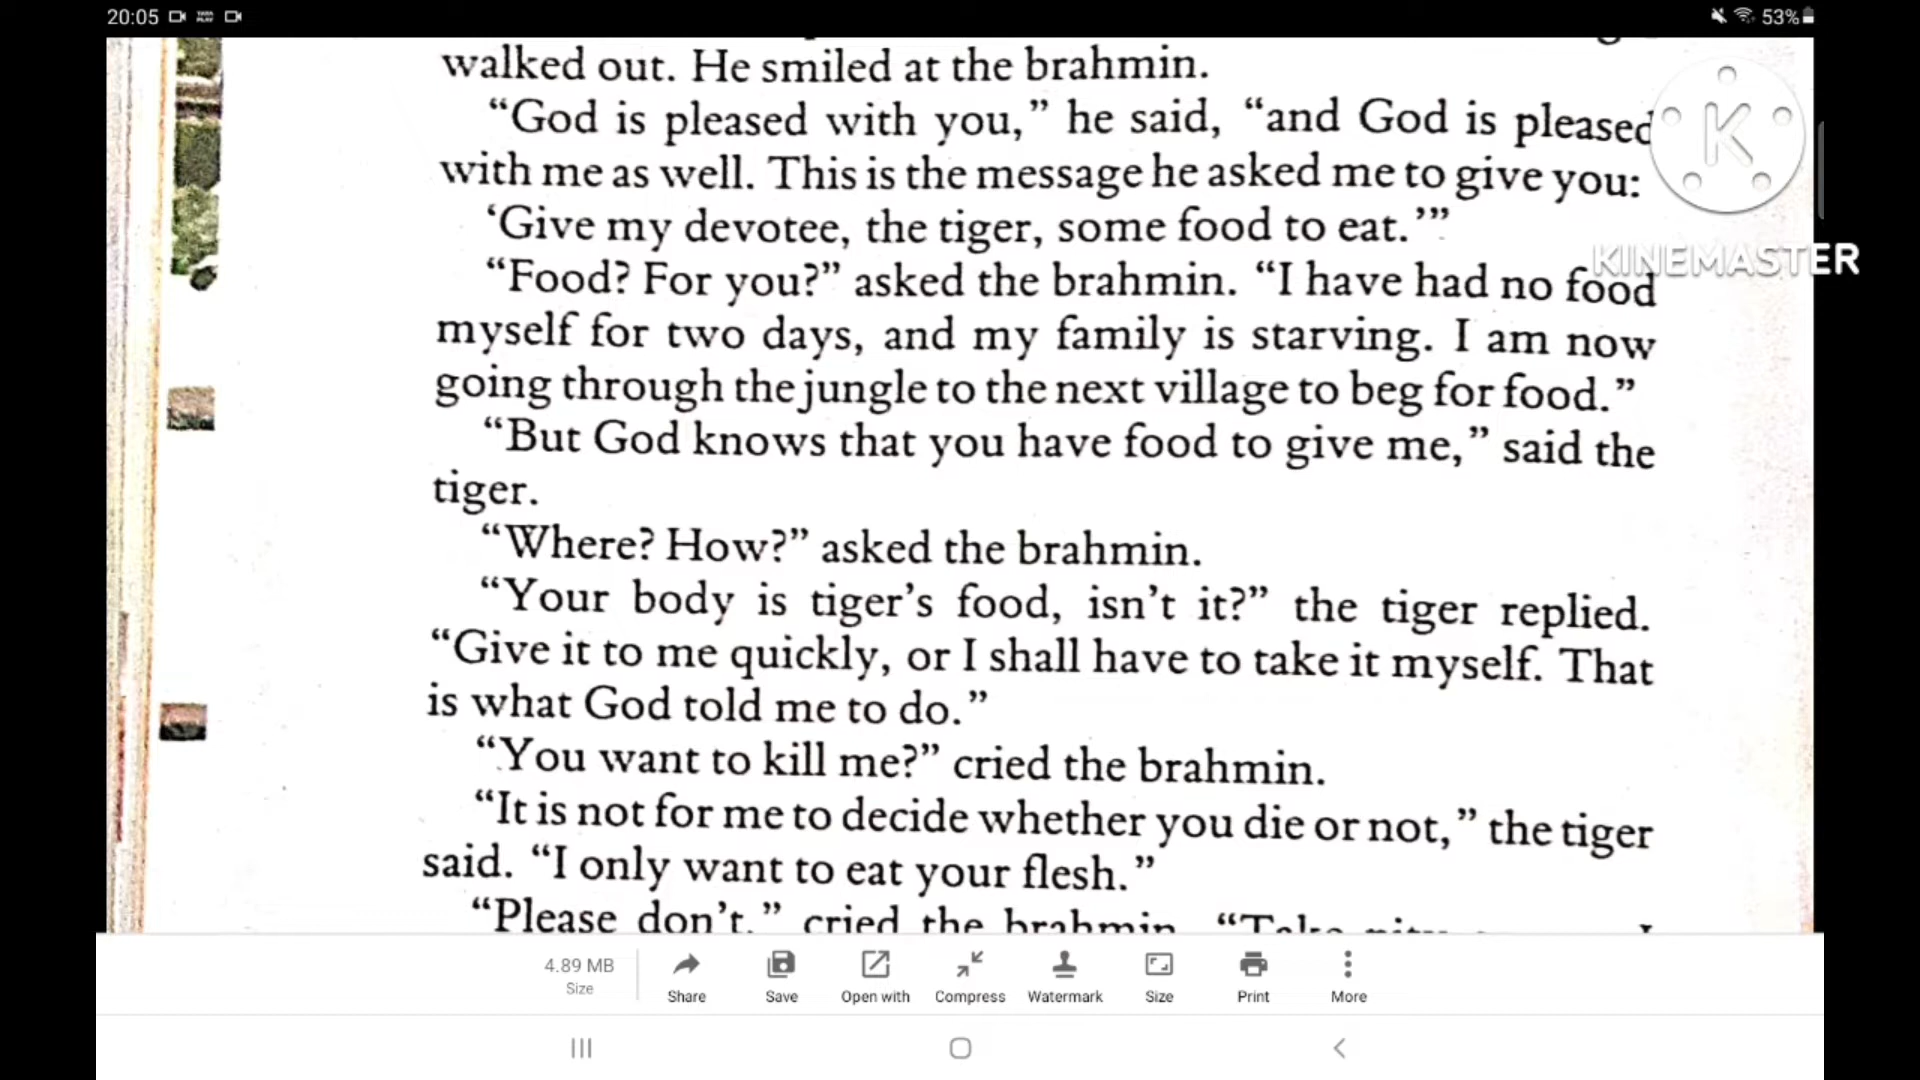 20:05
53%
walked out. He smiled at the brahmin.
“God is pleased with you,” he said, “and God is pleased
with me as well. This is the message he asked me to give you:
‘Give my devotee, the tiger, some food to eat.’”
“Food? For you?” asked the brahmin. “I have had no food
myself for two days, and my family is starving. I am now
going through the jungle to the next village to beg for food.”
“But God knows that you have food to give me,” said the
tiger.
“Where? How?” asked the brahmin.
“Your body is tiger’s food, isn’t it?” the tiger replied.
“Give it to me quickly, or I shall have to take it myself. That
is what God told me to do.”
“You want to kill me?” cried the brahmin.
“It is not for me to decide whether you die or not,” the tiger
said. “I only want to eat your flesh.”
“Please don’t,” cried the brahmin. “Take pity
K
KINEMASTER
4.89 MB
Size
Share
Save
Open with
Compress
Watermark
Size
Print
More